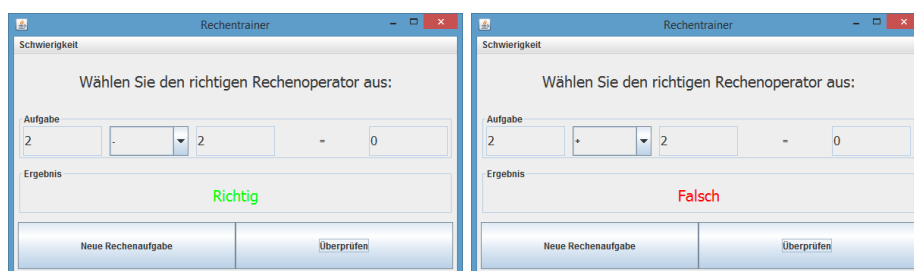 Rechentrainer
Schwierigkeit
Wählen Sie den richtigen Rechenoperator aus:
Aufgabe
2 - 2 = 0
Ergebnis
Richtig
Neue Rechenaufgabe Überprüfen
Rechentrainer
Schwierigkeit
Wählen Sie den richtigen Rechenoperator aus:
Aufgabe
2 + 2 = 0
Ergebnis
Falsch
Neue Rechenaufgabe Überprüfen